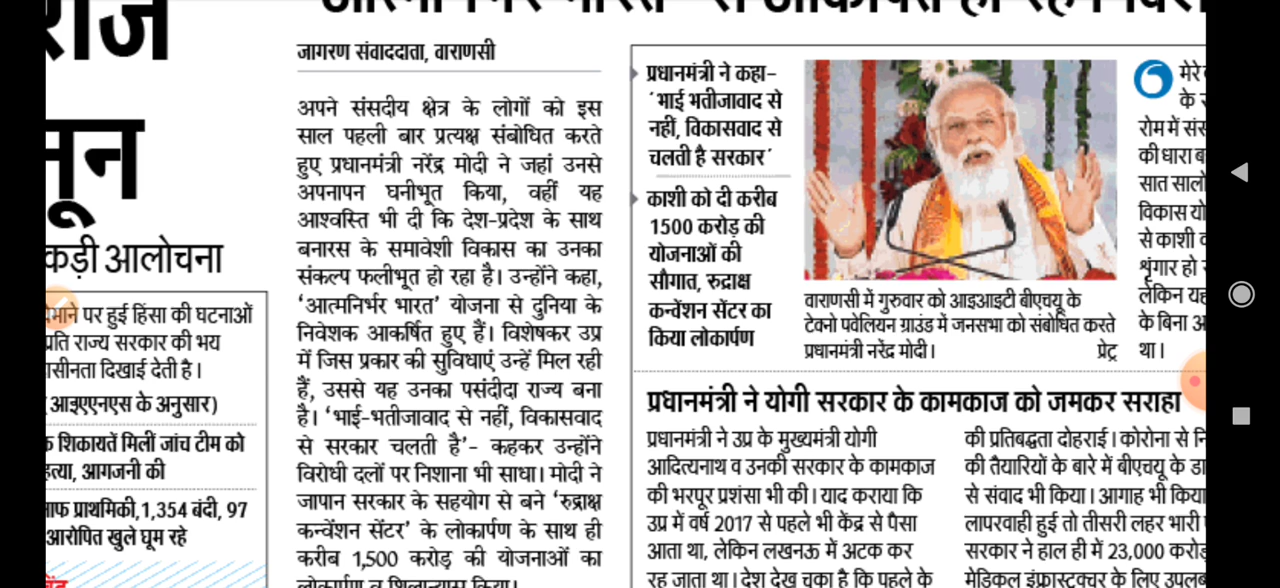 राज
नून
कड़ी आलोचना
पर हुई हिंसा की घटनाओं
प्रति राज्य सरकार की भय
दिखाई देती है।
आइएएनएस के अनुसार)
शिकायतें मिलीं जांच टीम को
हत्या, आगजनी की
प्राथमिकी,1,354 बंदी, 97
आरोपित खुले घूम रहे
जागरण संवाददाता, वाराणसी
अपने संसदीय क्षेत्र के लोगों को इस
साल पहली बार प्रत्यक्ष संबोधित करते
हुए प्रधानमंत्री नरेंद्र मोदी ने जहां उनसे
अपनापन घनीभूत किया, वहीं यह
आश्वस्ति भी दी कि देश-प्रदेश के साथ
बनारस के समावेशी विकास का उनका
संकल्प फलीभूत हो रहा है। उन्होंने कहा,
'आत्मनिर्भर भारत' योजना से दुनिया के
निवेशक आकर्षित हुए हैं। विशेषकर उप्र
में जिस प्रकार की सुविधाएं उन्हें मिल रही
हैं, उससे यह उनका पसंदीदा राज्य बना
है। 'भाई-भतीजावाद से नहीं, विकासवाद
से सरकार चलती है'- कहकर उन्होंने
विरोधी दलों पर निशाना भी साधा। मोदी ने
जापान सरकार के सहयोग से बने 'रुद्राक्ष
कन्वेंशन सेंटर' के लोकार्पण के साथ ही
करीब 1,500 करोड़ की योजनाओं का
लोकार्पण व शिलान्यास किया।
प्रधानमंत्री ने कहा-
'भाई भतीजावाद से
नहीं, विकासवाद से
चलती है सरकार'
काशी को दी करीब
1500 करोड़ की
योजनाओं की
सौगात, रुद्राक्ष
कन्वेंशन सेंटर का
किया लोकार्पण
वाराणसी में गुरुवार को आइआइटी बीएचयू के
टेक्नो पवेलियन ग्राउंड में जनसभा को संबोधित करते
प्रधानमंत्री नरेंद्र मोदी। प्रेट्र
मेरे
के
रोम में
की धारा
सात सालों
विकास
से काशी
शृंगार हो
लेकिन यह
के बिना
था।
प्रधानमंत्री ने योगी सरकार के कामकाज को जमकर सराहा
प्रधानमंत्री ने उप्र के मुख्यमंत्री योगी
आदित्यनाथ व उनकी सरकार के कामकाज
की भरपूर प्रशंसा भी की। याद कराया कि
उप्र में वर्ष 2017 से पहले भी केंद्र से पैसा
आता था, लेकिन लखनऊ में अटक कर
रह जाता था। देश देख चुका है कि पहले के
की प्रतिबद्धता दोहराई। कोरोना से
की तैयारियों के बारे में बीएचयू के
से संवाद भी किया। आगाह भी किया
लापरवाही हुई तो तीसरी लहर भारी
सरकार ने हाल ही में 23,000 करोड़
मेडिकल इंफ्रास्ट्रक्चर के लिए